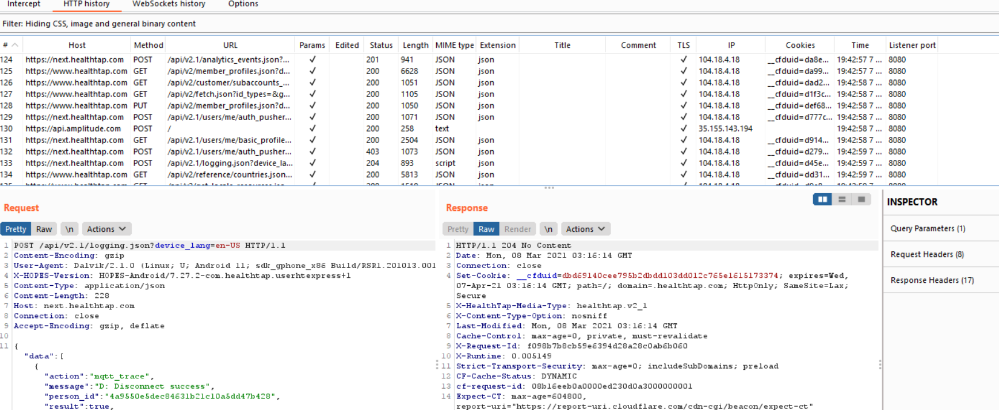 Intercept HTTP history WebSockets history Options
Filter: Hiding CSS, image and general binary content
# Host Method URL Params Edited Status Length MIME type Extension Title Comment TLS IP Cookies Time Listener port
124 https://next.healthtap.com POST /api/v2.1/analytics_events.json?... ✓ 201 941 JSON json ✓ 104.18.4.18 __cfduid=da8e... 19:42:57 7 ... 8080
125 https://www.healthtap.com GET /api/v2/member_profiles.json?d... ✓ 200 6628 JSON json ✓ 104.18.4.18 __cfduid=da99... 19:42:57 7 ... 8080
126 https://www.healthtap.com GET /api/v2/customer/subaccounts_... ✓ 200 1051 JSON json ✓ 104.18.4.18 __cfduid=dad2... 19:42:58 7 ... 8080
127 https://www.healthtap.com GET /api/v2/fetch.json?id_types=&g... ✓ 200 1105 JSON json ✓ 104.18.4.18 __cfduid=d1f3c... 19:42:58 7 ... 8080
128 https://www.healthtap.com PUT /api/v2/member_profiles.json?d... ✓ 200 1050 JSON json ✓ 104.18.4.18 __cfduid=def68... 19:42:58 7 ... 8080
129 https://next.healthtap.com POST /api/v2.1/users/me/auth_pusher... ✓ 200 1071 JSON json ✓ 104.18.4.18 __cfduid=d777c... 19:42:58 7 ... 8080
130 https://api.amplitude.com POST / ✓ 200 258 text ✓ 35.155.143.194 19:42:58 7 ... 8080
131 https://next.healthtap.com GET /api/v2.1/users/me/basic_profile... ✓ 200 2504 JSON json ✓ 104.18.4.18 __cfduid=d914... 19:42:58 7 ... 8080
132 https://next.healthtap.com POST /api/v2.1/users/me/auth_pusher... ✓ 403 1073 JSON json ✓ 104.18.4.18 __cfduid=d279... 19:42:59 7 ... 8080
133 https://next.healthtap.com POST /api/v2.1/logging.json?device_la... ✓ 204 893 script json ✓ 104.18.4.18 __cfduid=d45e... 19:42:59 7 ... 8080
134 https://www.healthtap.com GET /api/v2/reference/countries.json... ✓ 200 5813 JSON json ✓ 104.18.4.18 __cfduid=dd31... 19:42:59 7 ... 8080
Request
Pretty Raw \n Actions
1 POST /api/v2.1/logging.json?device_lang=en-US HTTP/1.1
2 Content-Encoding: gzip
3 User-Agent: Dalvik/2.1.0 (Linux; U; Android 11; sdk_gphone_x86 Build/RSR1.201013.001
4 X-HOPES-Version: HOPES-Android/7.27.2-com.healthtap.userhtexpress+1
5 Content-Type: application/json
6 Content-Length: 228
7 Host: next.healthtap.com
8 Connection: close
9 Accept-Encoding: gzip, deflate
10
11 {
"data":[
{
"action":"mqtt_trace",
"message":"D: Disconnect success",
"person_id":"4a9550e5dec84631b21c10a5dd47b428",
"result":true,
Response
Pretty Raw Render \n Actions
1 HTTP/1.1 204 No Content
2 Date: Mon, 08 Mar 2021 03:16:14 GMT
3 Connection: close
4 Set-Cookie: __cfduid=dbd69140cee795b2dbdd103dd012c765e1615173374; expires=Wed,
07-Apr-21 03:16:14 GMT; path=/; domain=.healthtap.com; HttpOnly; SameSite=Lax;
Secure
5 X-HealthTap-Media-Type: healthtap.v2_1
6 X-Content-Type-Option: nosniff
7 Last-Modified: Mon, 08 Mar 2021 03:16:14 GMT
8 Cache-Control: max-age=0, private, must-revalidate
9 X-Request-Id: f098b7b8cb59e6394d28a28c0ab6b060
10 X-Runtime: 0.005149
11 Strict-Transport-Security: max-age=0; includeSubDomains; preload
12 CF-Cache-Status: DYNAMIC
13 cf-request-id: 08b16eeb0a0000ed230d0a3000000001
14 Expect-CT: max-age=604800,
report-uri="https://report-uri.cloudflare.com/cdn-cgi/beacon/expect-ct"
INSPECTOR
Query Parameters (1)
Request Headers (8)
Response Headers (17)